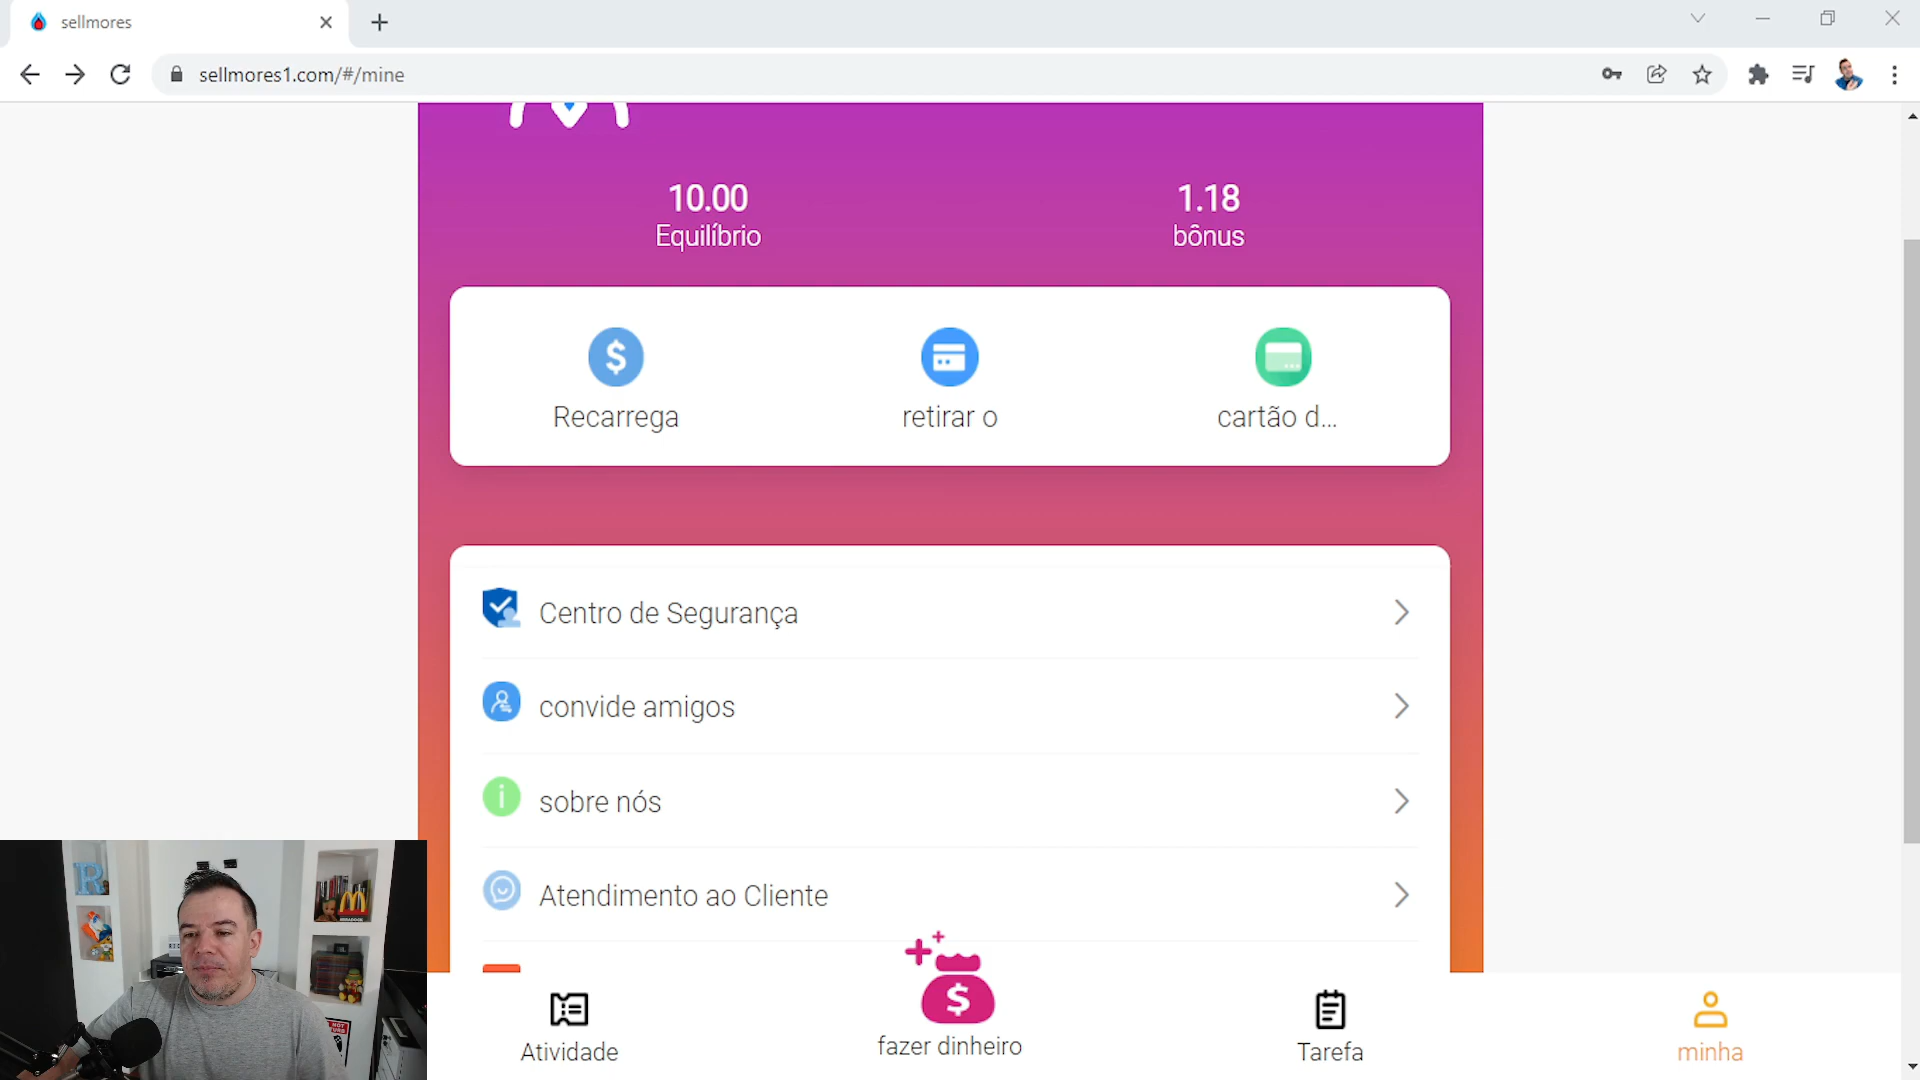 sellmores
sellmores1.com/#/mine
10.00
Equilíbrio
1.18
bônus
Recarrega
retirar o
cartão d...
Centro de Segurança
convide amigos
sobre nós
Atendimento ao Cliente
Atividade
fazer dinheiro
Tarefa
minha
R